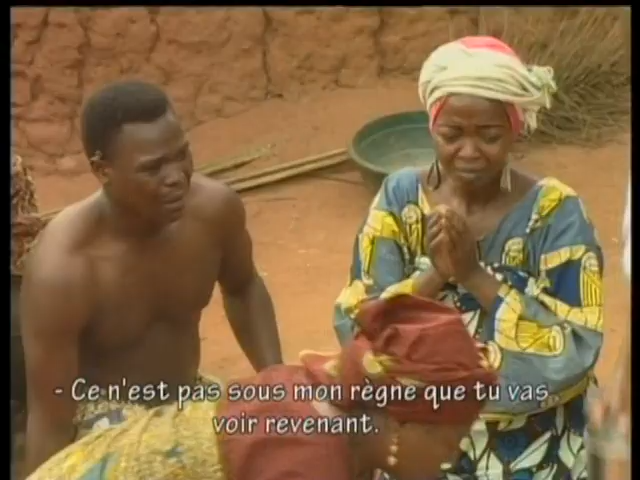 - Ce n'est pas sous mon règne que tu vas
voir revenant.